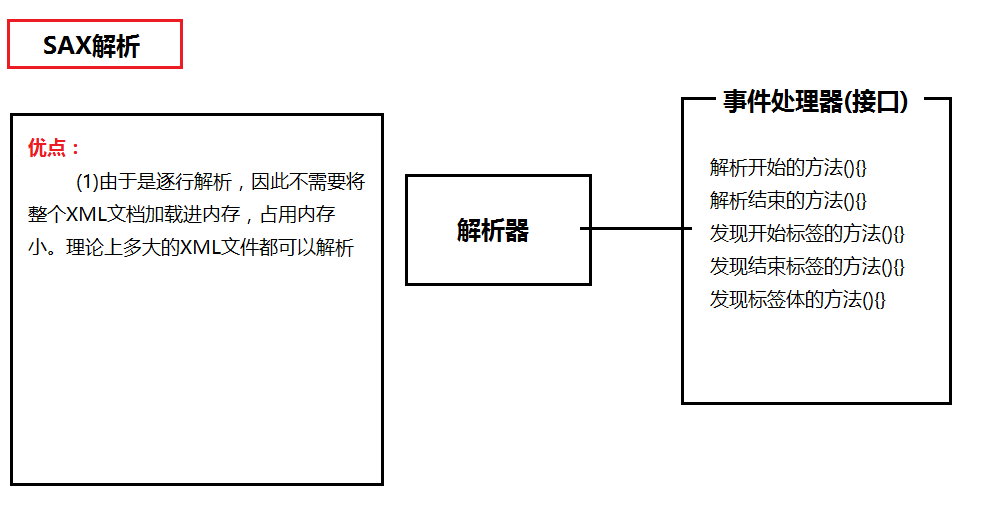 SAX解析
优点：
(1)由于是逐行解析，因此不需要将
整个XML文档加载进内存，占用内存
小。理论上多大的XML文件都可以解析
解析器
事件处理器(接口)
解析开始的方法(){}
解析结束的方法(){}
发现开始标签的方法(){}
发现结束标签的方法(){}
发现标签体的方法(){}